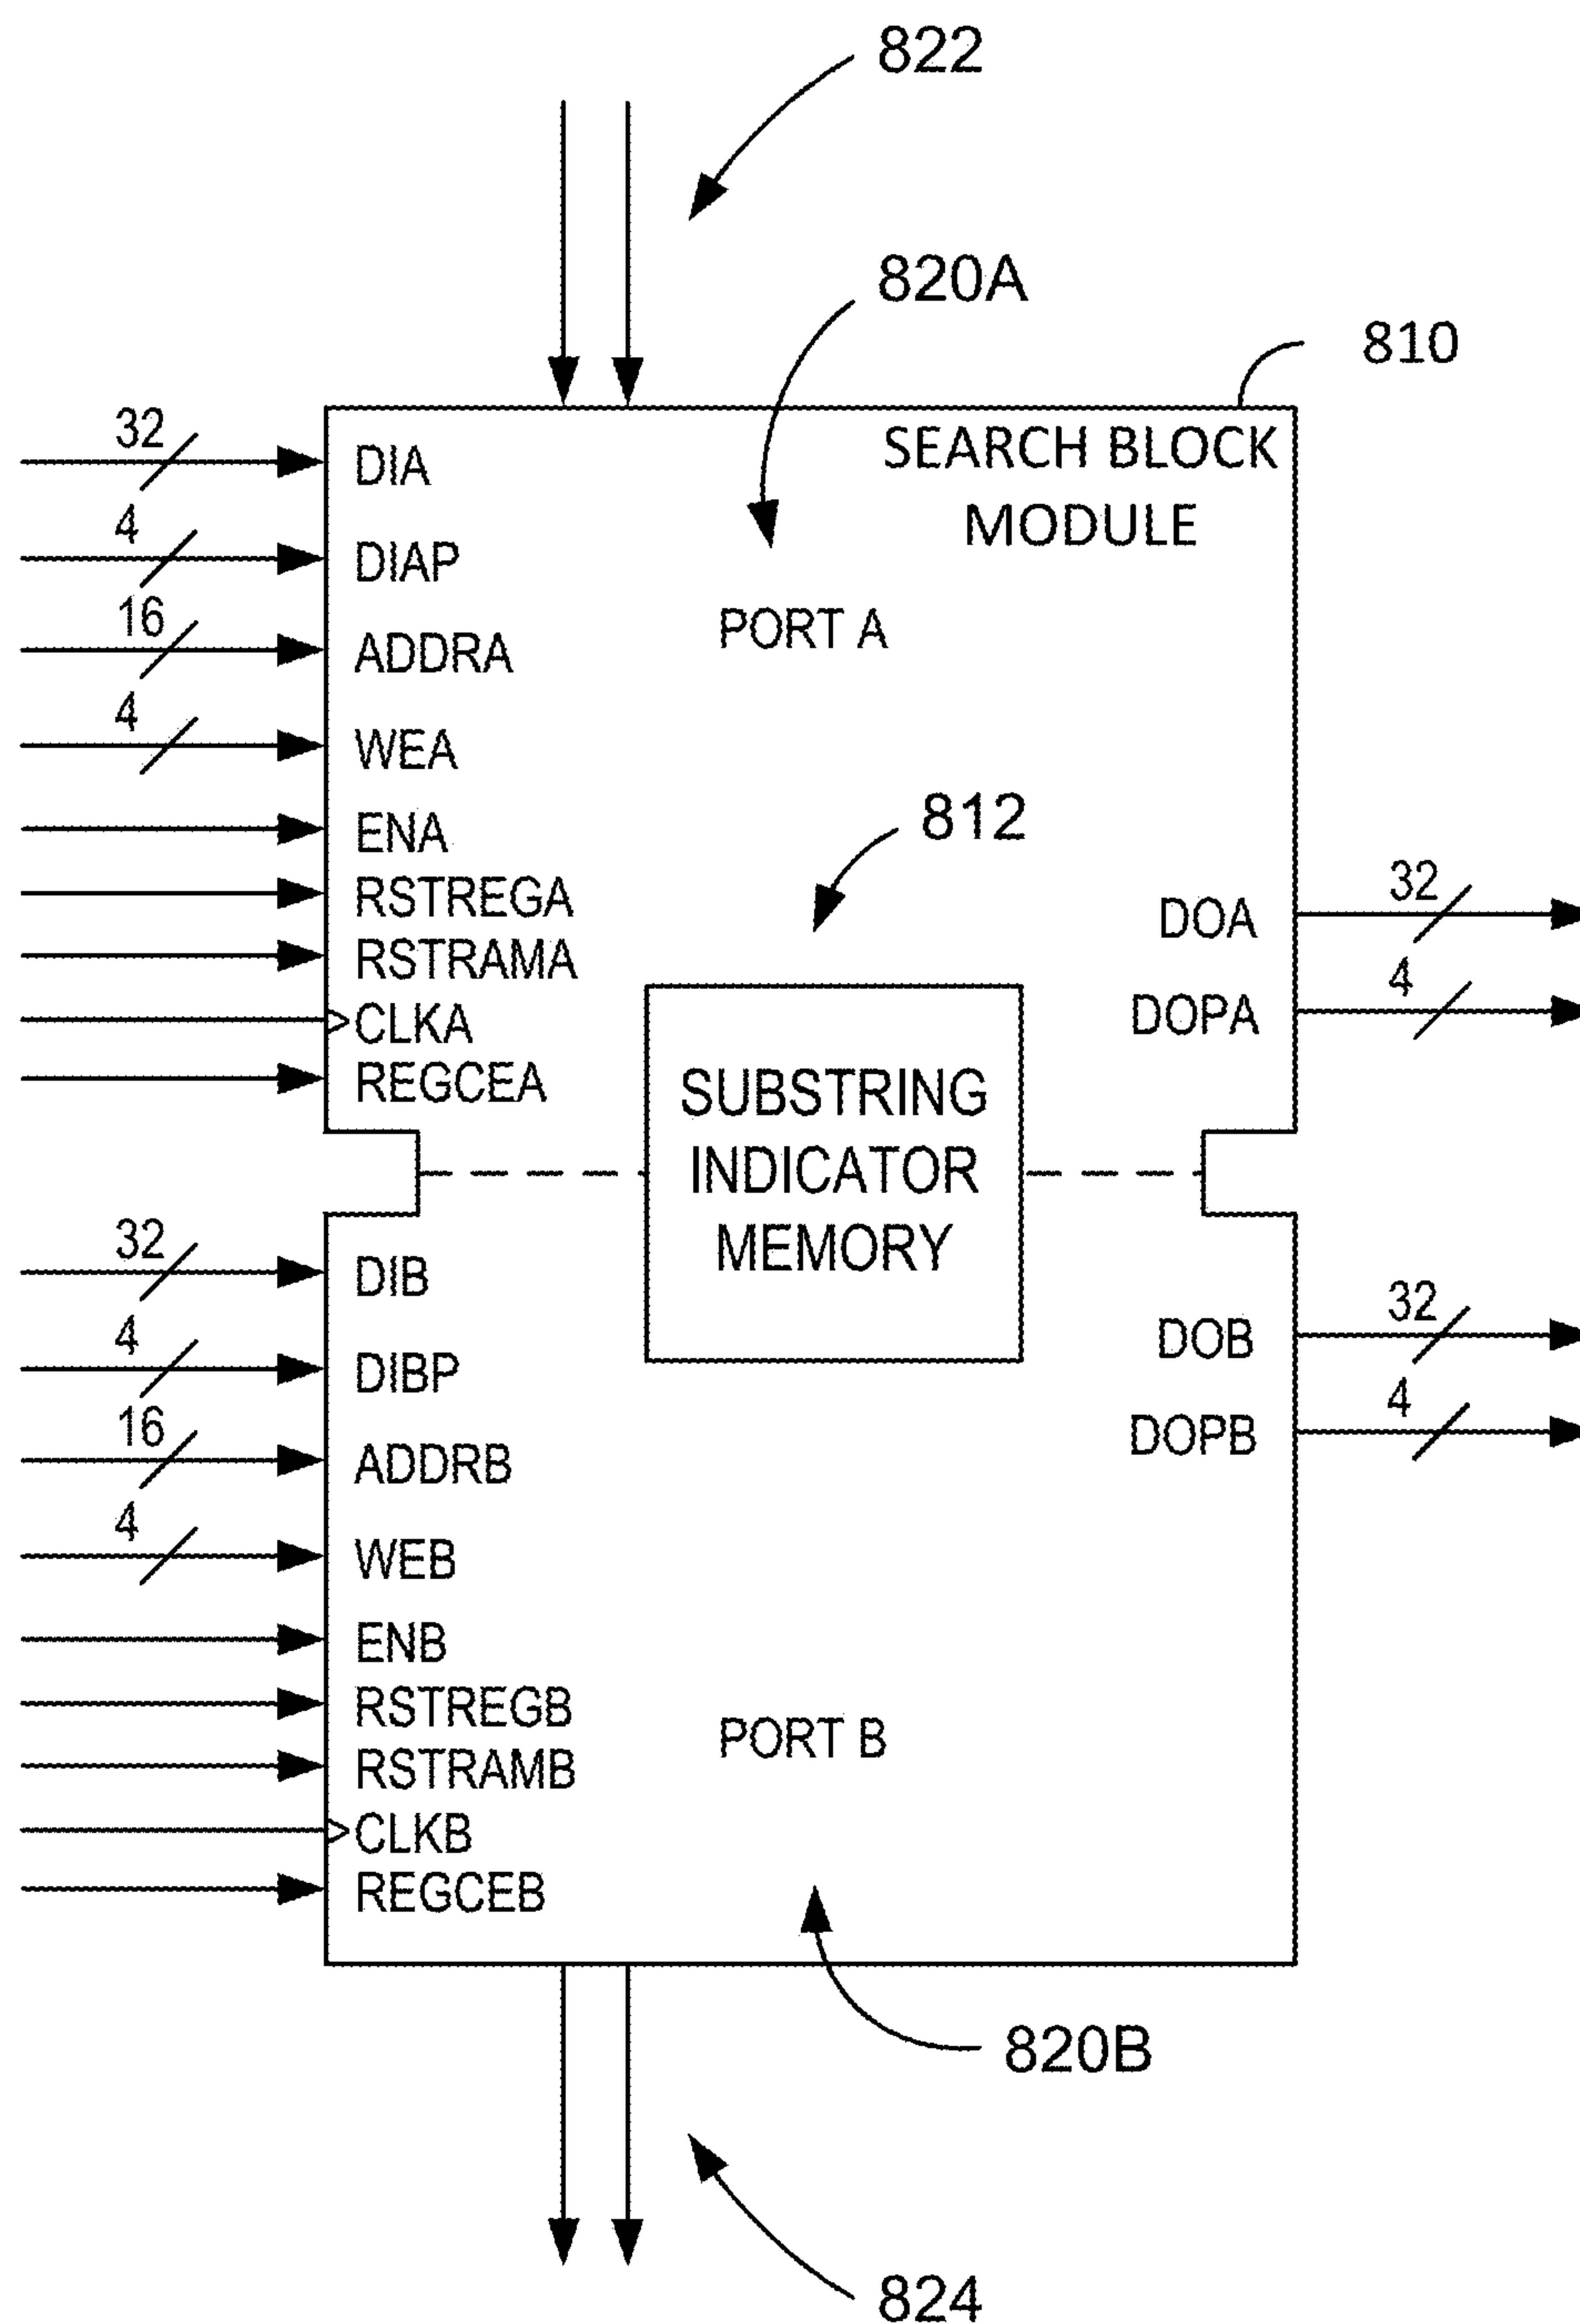 822
820A
810
SEARCH BLOCK
MODULE
32
DIA
4
DIAP
16
ADDRA
PORT A
4
WEA
812
ENA
RSTREGA
RSTRAMA
CLKA
REGCEA
32
DOA
4
DOPA
SUBSTRING
INDICATOR
MEMORY
32
DIB
4
DIBP
16
ADDRB
4
WEB
ENB
RSTREGB
RSTRAMB
CLKB
REGCEB
32
DOB
4
DOPB
PORT B
820B
824